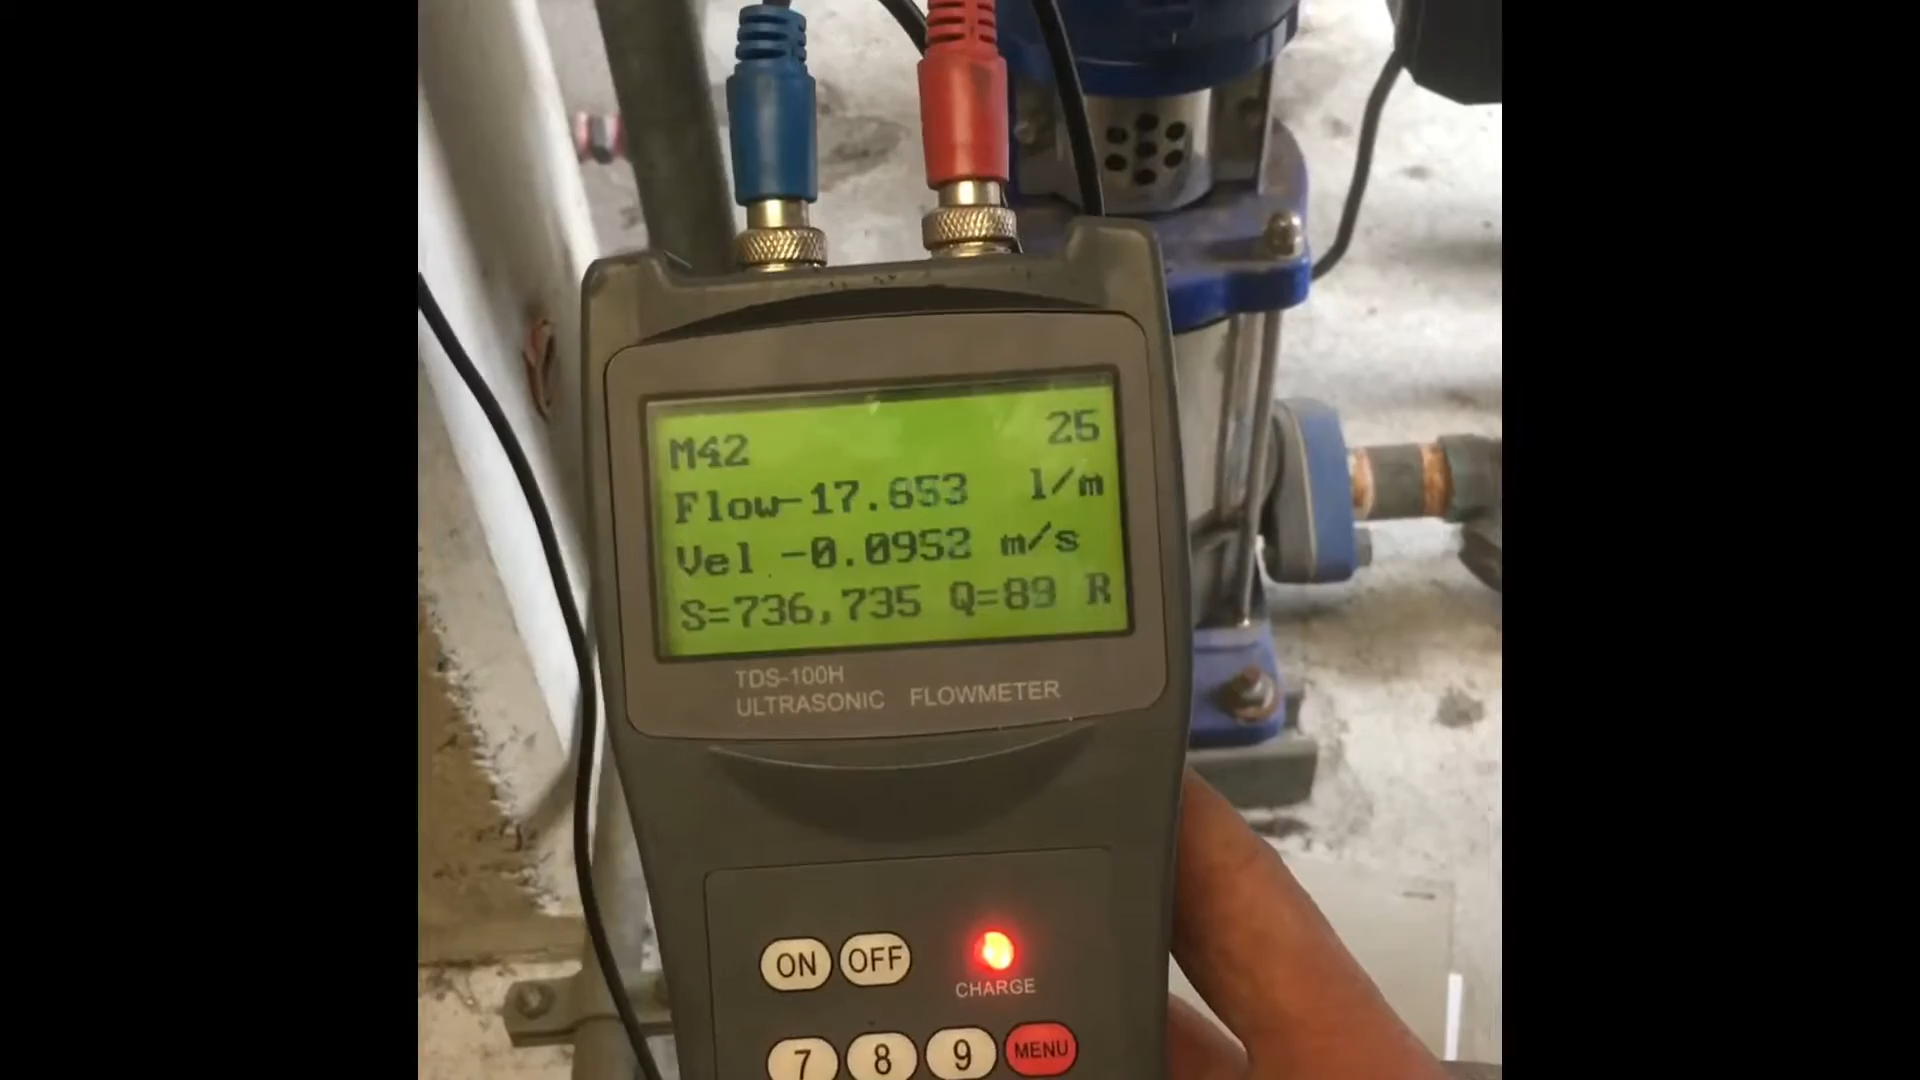 M42 25
Flow-17.653 l/m
Vel -0.0952 m/s
S=736,735 Q=89 R
TDS-100H
ULTRASONIC FLOWMETER
ON OFF
CHARGE
7 8 9 MENU